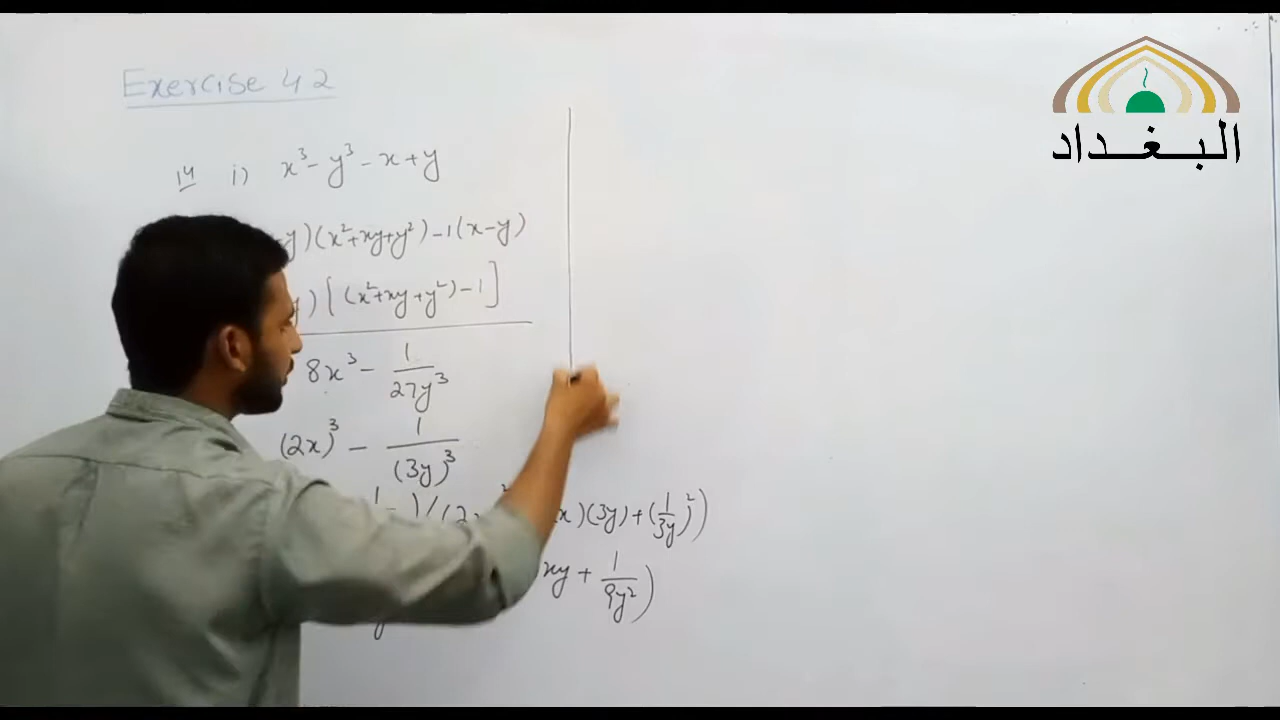 Exercise 4 2
البغداد
14 i) x³ - y³ - x + y
y)(x²+xy+y²) - 1(x-y)
) [(x²+xy+y²) - 1]
8x³ - 1/27y³
(2x)³ - 1/(3y)³
x)(3y) + (1/3y)²)
xy + 1/9y²)